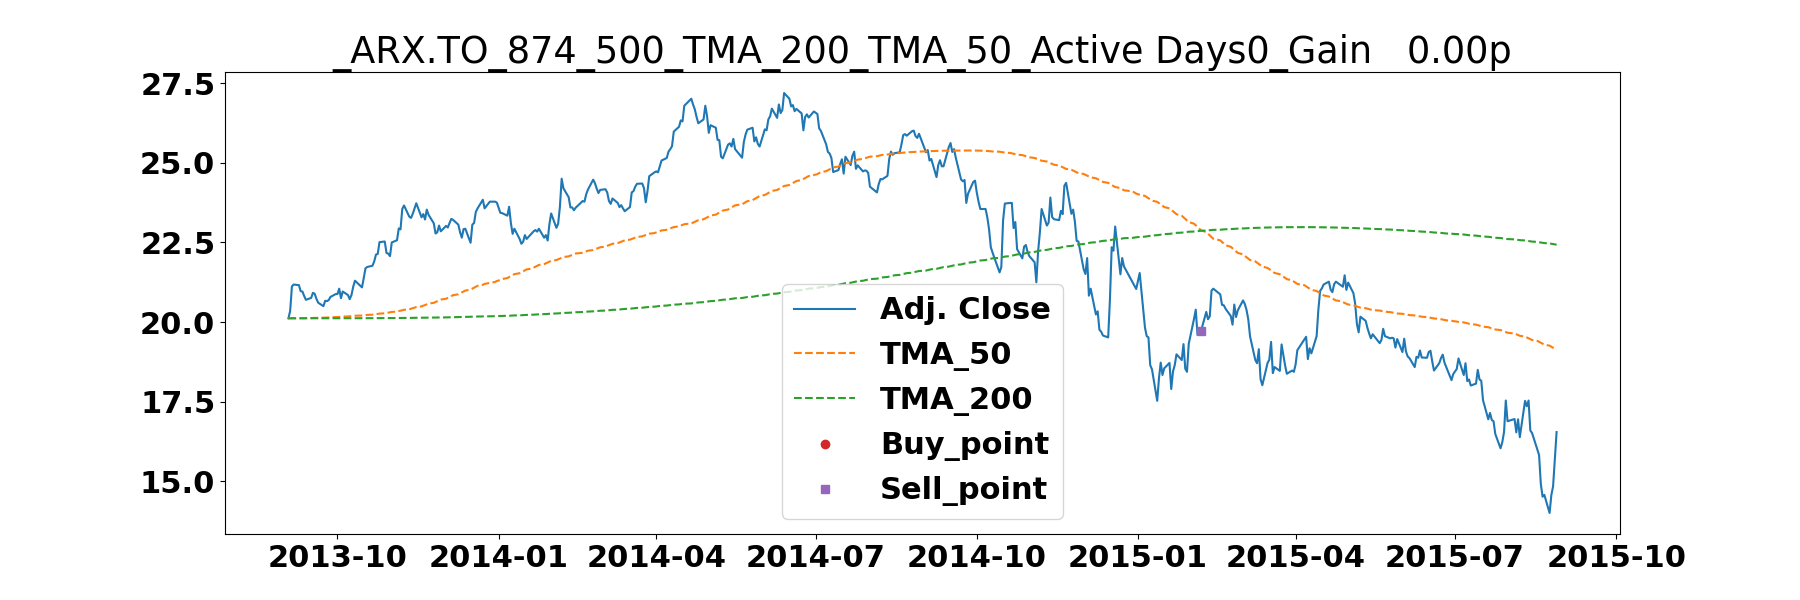 _ARX.TO_874_500_TMA_200_TMA_50_Active Days0_Gain   0.00p
27.5
25.0
22.5
20.0
17.5
15.0
Adj. Close
TMA_50
TMA_200
Buy_point
Sell_point
2013-10 2014-01 2014-04 2014-07 2014-10 2015-01 2015-04 2015-07 2015-10